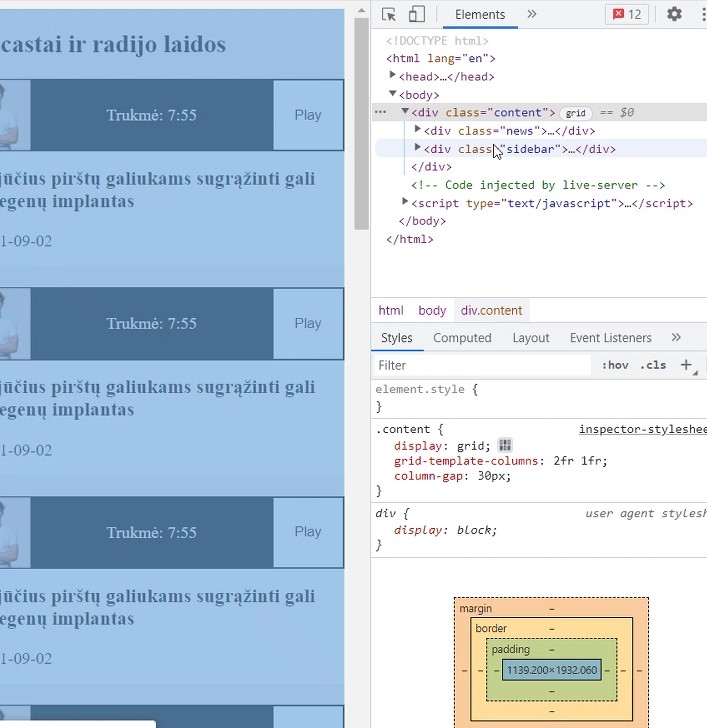 castai ir radijo laidos
Trukmė: 7:55
Play
jūčius pirštų galiukams sugrąžinti gali
egenų implantas
1-09-02
Trukmė: 7:55
Play
jūčius pirštų galiukams sugrąžinti gali
egenų implantas
1-09-02
Trukmė: 7:55
Play
jūčius pirštų galiukams sugrąžinti gali
egenų implantas
1-09-02
Elements
12
<!DOCTYPE html>
<html lang="en">
<head>…</head>
<body>
<div class="content"> grid == $0
<div class="news">…</div>
<div class="sidebar">…</div>
</div>
<!-- Code injected by live-server -->
<script type="text/javascript">…</script>
</body>
</html>
html body div.content
Styles Computed Layout Event Listeners
Filter :hov .cls
element.style {
}
.content { inspector-styleshee
display: grid;
grid-template-columns: 2fr 1fr;
column-gap: 30px;
}
div { user agent stylesh
display: block;
}
margin –
border –
padding –
– – – 1139.200×1932.060 – – –
–
–